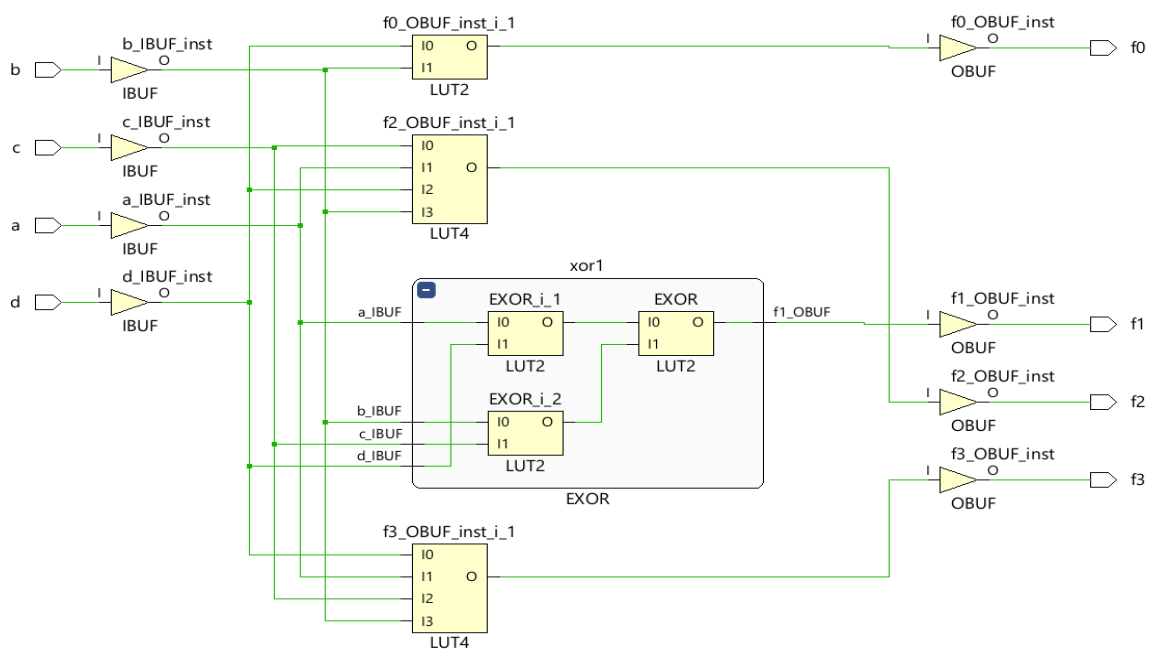 f0_OBUF_inst_i_1
I0 O
I1
LUT2
f0_OBUF_inst
I O
OBUF
f0
b_IBUF_inst
b I O
IBUF
c_IBUF_inst
c I O
IBUF
a_IBUF_inst
a I O
IBUF
d_IBUF_inst
d I O
IBUF
f2_OBUF_inst_i_1
I0
I1 O
I2
I3
LUT4
xor1
a_IBUF
EXOR_i_1
I0 O
I1
LUT2
EXOR
I0 O
I1
LUT2
f1_OBUF
b_IBUF
c_IBUF
d_IBUF
EXOR_i_2
I0 O
I1
LUT2
EXOR
f1_OBUF_inst
I O
OBUF
f1
f2_OBUF_inst
I O
OBUF
f2
f3_OBUF_inst
I O
OBUF
f3
f3_OBUF_inst_i_1
I0
I1 O
I2
I3
LUT4